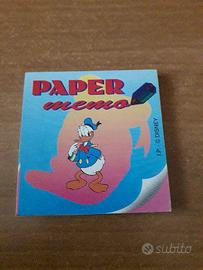 PAPER
memo
I.P. © DISNEY
subito